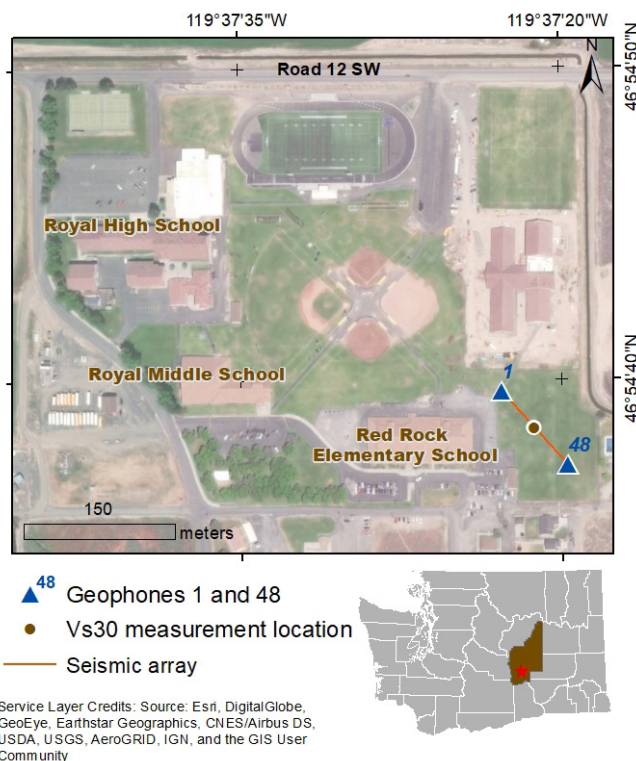 119°37'35"W
119°37'20"W
N
46°54'50"N
Road 12 SW
Royal High School
46°54'40"N
Royal Middle School
1
48
Red Rock
Elementary School
150
meters
48
Geophones 1 and 48
Vs30 measurement location
Seismic array
Service Layer Credits: Source: Esri, DigitalGlobe,
GeoEye, Earthstar Geographics, CNES/Airbus DS,
USDA, USGS, AeroGRID, IGN, and the GIS User
Community